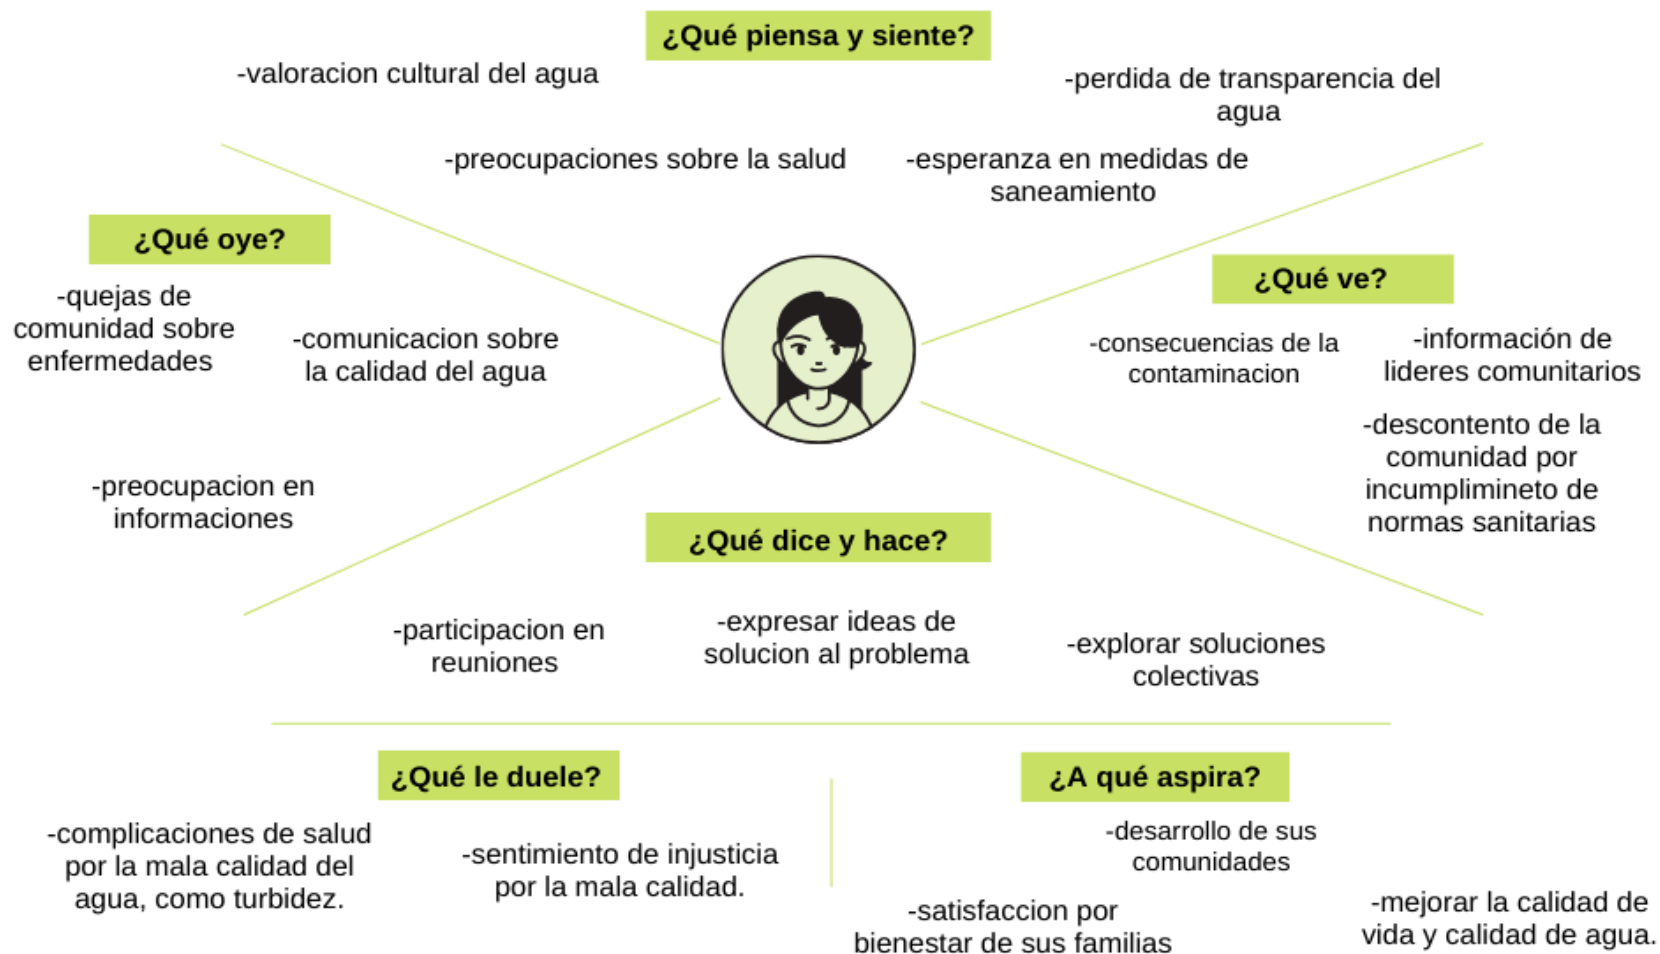 ¿Qué piensa y siente?
-valoracion cultural del agua
-perdida de transparencia del
agua
-preocupaciones sobre la salud
-esperanza en medidas de
saneamiento
¿Qué oye?
-quejas de
comunidad sobre
enfermedades
-comunicacion sobre
la calidad del agua
-preocupacion en
informaciones
¿Qué ve?
-consecuencias de la
contaminacion
-información de
lideres comunitarios
-descontento de la
comunidad por
incumplimineto de
normas sanitarias
¿Qué dice y hace?
-participacion en
reuniones
-expresar ideas de
solucion al problema
-explorar soluciones
colectivas
¿Qué le duele?
-complicaciones de salud
por la mala calidad del
agua, como turbidez.
-sentimiento de injusticia
por la mala calidad.
¿A qué aspira?
-desarrollo de sus
comunidades
-satisfaccion por
bienestar de sus familias
-mejorar la calidad de
vida y calidad de agua.